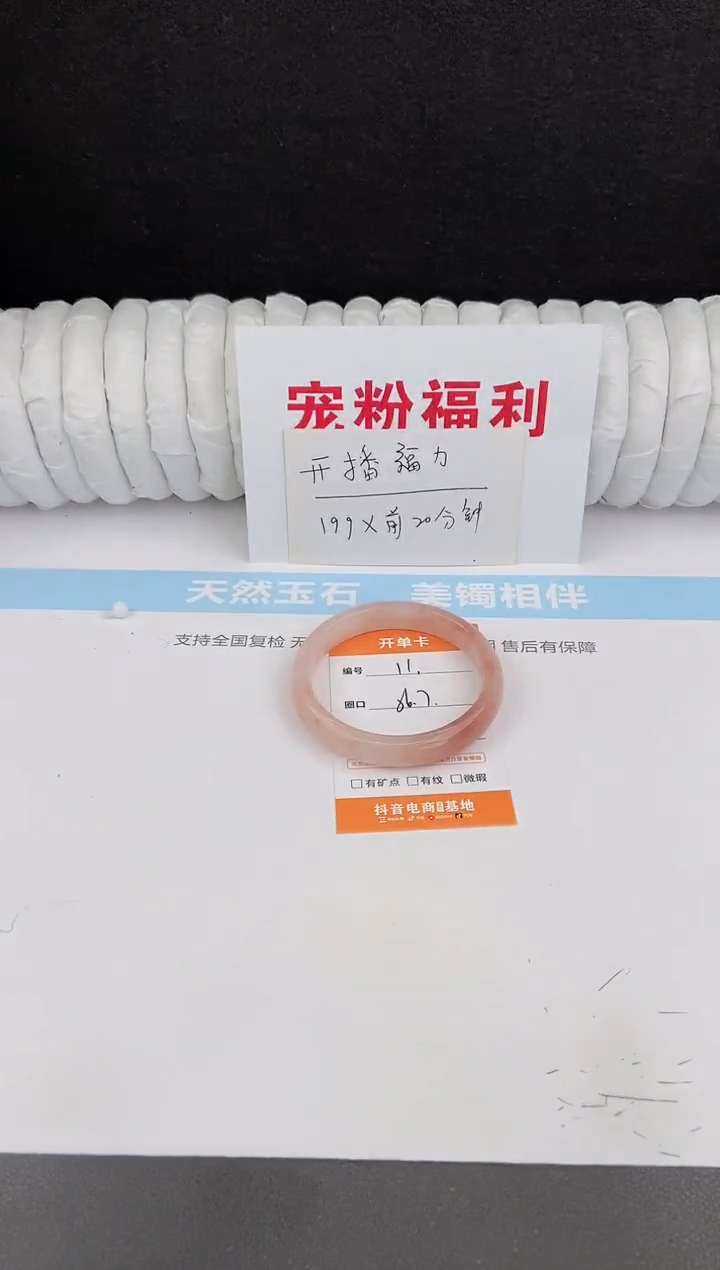 宠粉福利
开播福力
199X前20分钟
天然玉石 美镯相伴
支持全国复检 无
售后有保障
开单卡
编号 11.
圈口 56.7.
有矿点 有纹 微瑕
抖音电商 基地